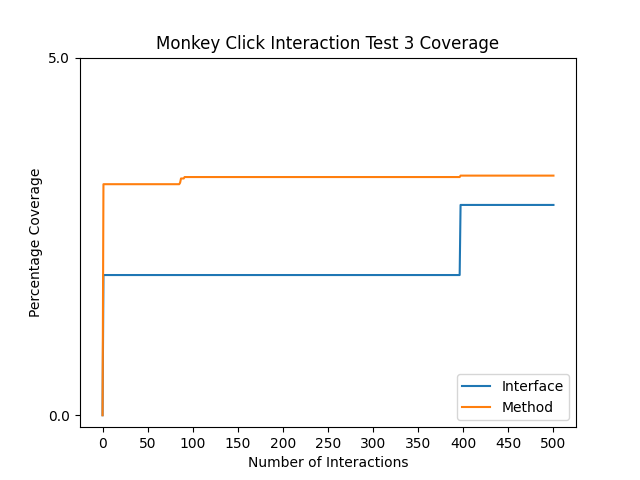 Monkey Click Interaction Test 3 Coverage
5.0
Percentage Coverage
0.0
Interface
Method
0 50 100 150 200 250 300 350 400 450 500
Number of Interactions